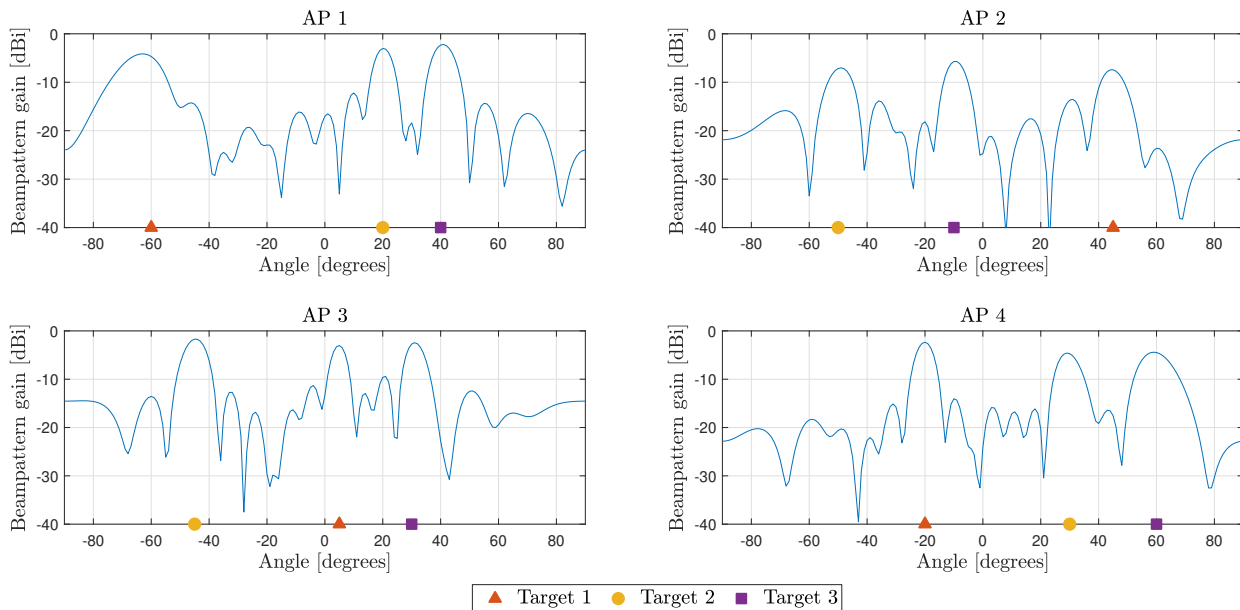 AP 1
Beampattern gain [dBi]
0
-10
-20
-30
-40
-80 -60 -40 -20 0 20 40 60 80
Angle [degrees]
AP 2
Beampattern gain [dBi]
0
-10
-20
-30
-40
-80 -60 -40 -20 0 20 40 60 80
Angle [degrees]
AP 3
Beampattern gain [dBi]
0
-10
-20
-30
-40
-80 -60 -40 -20 0 20 40 60 80
Angle [degrees]
AP 4
Beampattern gain [dBi]
0
-10
-20
-30
-40
-80 -60 -40 -20 0 20 40 60 80
Angle [degrees]
Target 1 Target 2 Target 3